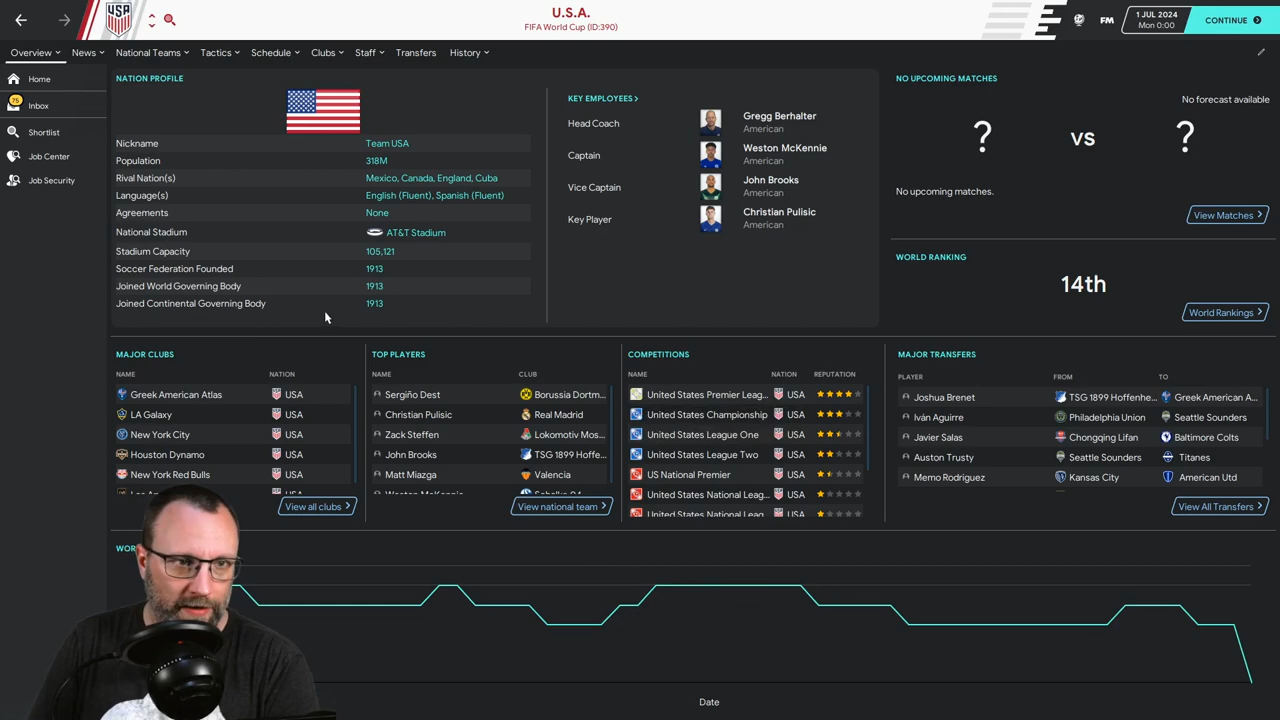 U.S.A.
FIFA World Cup (ID:390)
FM
1 JUL 2024
Mon 0:00
CONTINUE
Overview
News
National Teams
Tactics
Schedule
Clubs
Staff
Transfers
History
Home
75
Inbox
Shortlist
Job Center
Job Security
NATION PROFILE
Nickname Team USA
Population 318M
Rival Nation(s) Mexico, Canada, England, Cuba
Language(s) English (Fluent), Spanish (Fluent)
Agreements None
National Stadium AT&T Stadium
Stadium Capacity 105,121
Soccer Federation Founded 1913
Joined World Governing Body 1913
Joined Continental Governing Body 1913
KEY EMPLOYEES >
Head Coach Gregg Berhalter
American
Captain Weston McKennie
American
Vice Captain John Brooks
American
Key Player Christian Pulisic
American
NO UPCOMING MATCHES
No forecast available
? VS ?
No upcoming matches.
View Matches >
WORLD RANKING
14th
World Rankings >
MAJOR CLUBS
NAME NATION
Greek American Atlas USA
LA Galaxy USA
New York City USA
Houston Dynamo USA
New York Red Bulls USA
View all clubs >
TOP PLAYERS
NAME CLUB
Sergiño Dest Borussia Dortm...
Christian Pulisic Real Madrid
Zack Steffen Lokomotiv Mos...
John Brooks TSG 1899 Hoffe...
Matt Miazga Valencia
Weston McKennie Schalke 04
View national team >
COMPETITIONS
NAME NATION REPUTATION
United States Premier Leag... USA
United States Championship USA
United States League One USA
United States League Two USA
US National Premier USA
United States National Leag... USA
United States National Leag... USA
MAJOR TRANSFERS
PLAYER FROM TO
Joshua Brenet TSG 1899 Hoffenhe... Greek American A...
Iván Aguirre Philadelphia Union Seattle Sounders
Javier Salas Chongqing Lifan Baltimore Colts
Auston Trusty Seattle Sounders Titanes
Memo Rodriguez Kansas City American Utd
View All Transfers >
WOR
Date